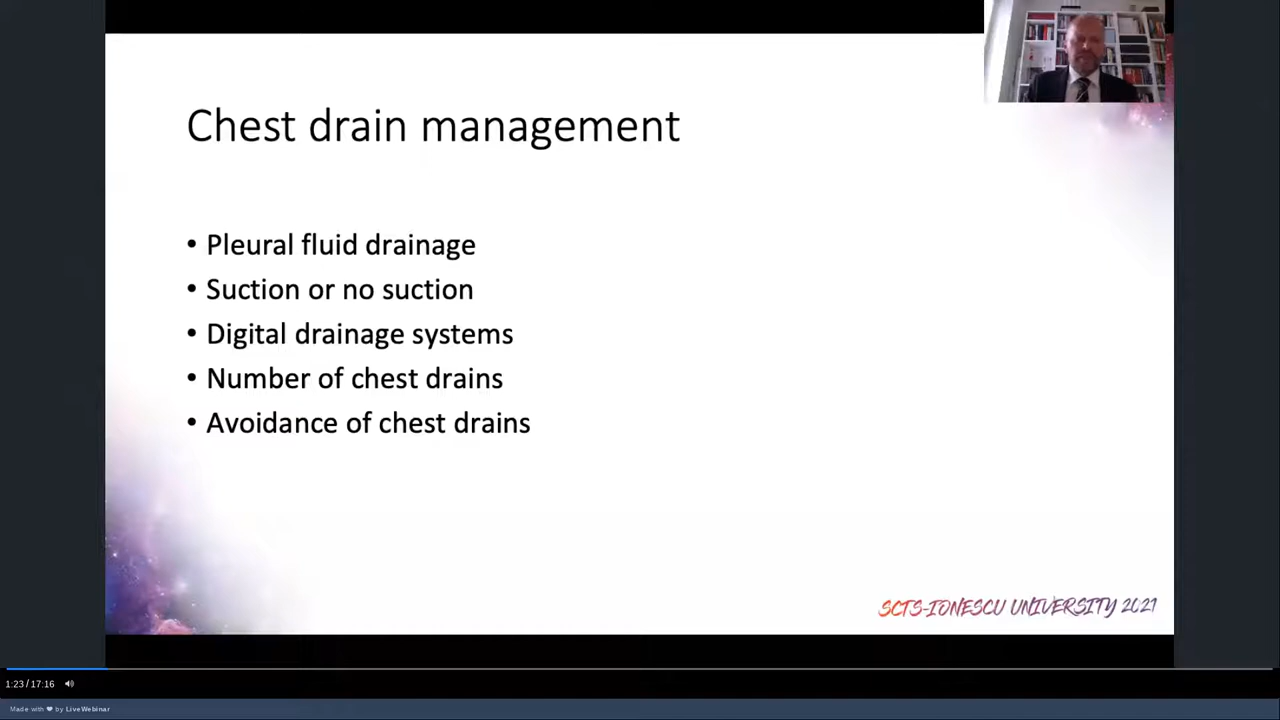 Chest drain management
• Pleural fluid drainage
• Suction or no suction
• Digital drainage systems
• Number of chest drains
• Avoidance of chest drains
SCTS-IONESCU UNIVERSITY 2021
1:23 / 17:16
Made with ❤ by LiveWebinar